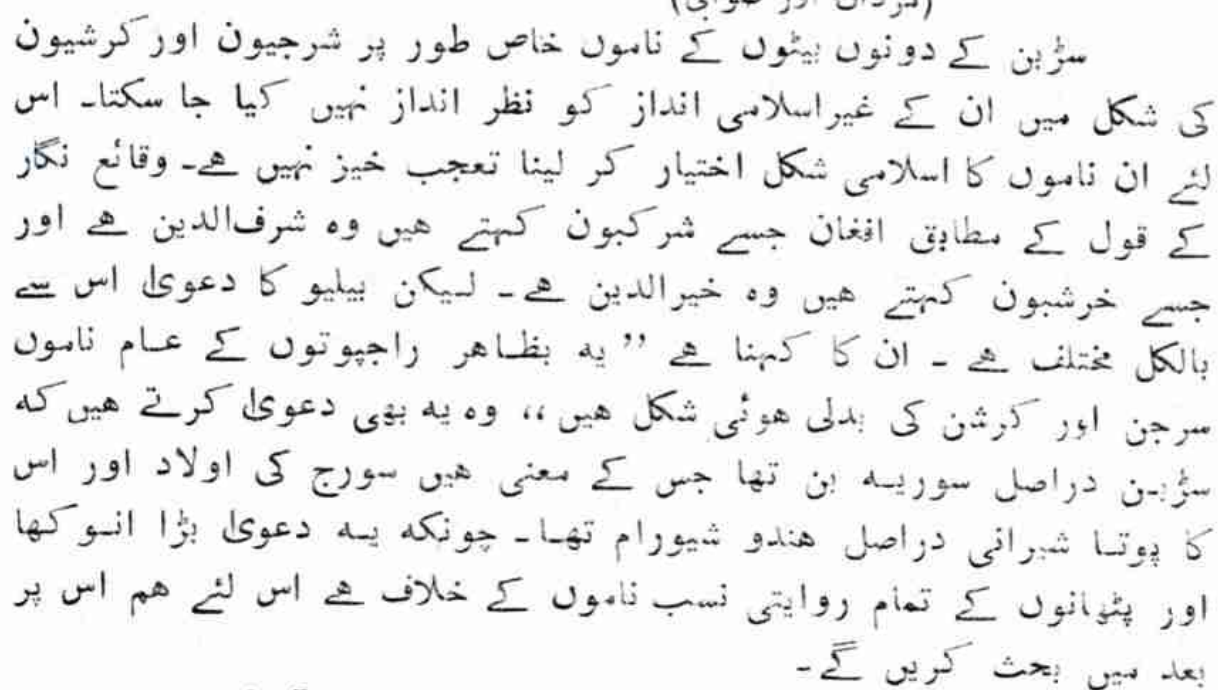 (مردان اور صوابی)
سڑبن کے دونوں بیٹوں کے ناموں خاص طور پر شرجیون اور کرشیون
کی شکل میں ان کے غیراسلامی انداز کو نظر انداز نہیں کیا جا سکتا۔ اس
لئے ان ناموں کا اسلامی شکل اختیار کر لینا تعجب خیز نہیں ہے۔ وقائع نگار
کے قول کے مطابق افغان جسے شرکبون کہتے ہیں وہ شرف‌الدین ہے اور
جسے خرشبون کہتے ہیں وہ خیرالدین ہے۔ لیکن بیلیو کا دعویٰ اس سے
بالکل مختلف ہے ۔ ان کا کہنا ہے ’’ یہ بظاہر راجپوتوں کے عام ناموں
سرجن اور کرشن کی بدلی ہوئی شکل ہیں ،، وہ یہ بھی دعویٰ کرتے ہیں کہ
سڑبن دراصل سوریہ بن تھا جس کے معنی ہیں سورج کی اولاد اور اس
کا پوتا شیرانی دراصل ہندو شیورام تھا۔ چونکہ یہ دعویٰ بڑا انوکھا
اور پٹھانوں کے تمام روایتی نسب ناموں کے خلاف ہے اس لئے ہم اس پر
بعد میں بحث کریں گے۔